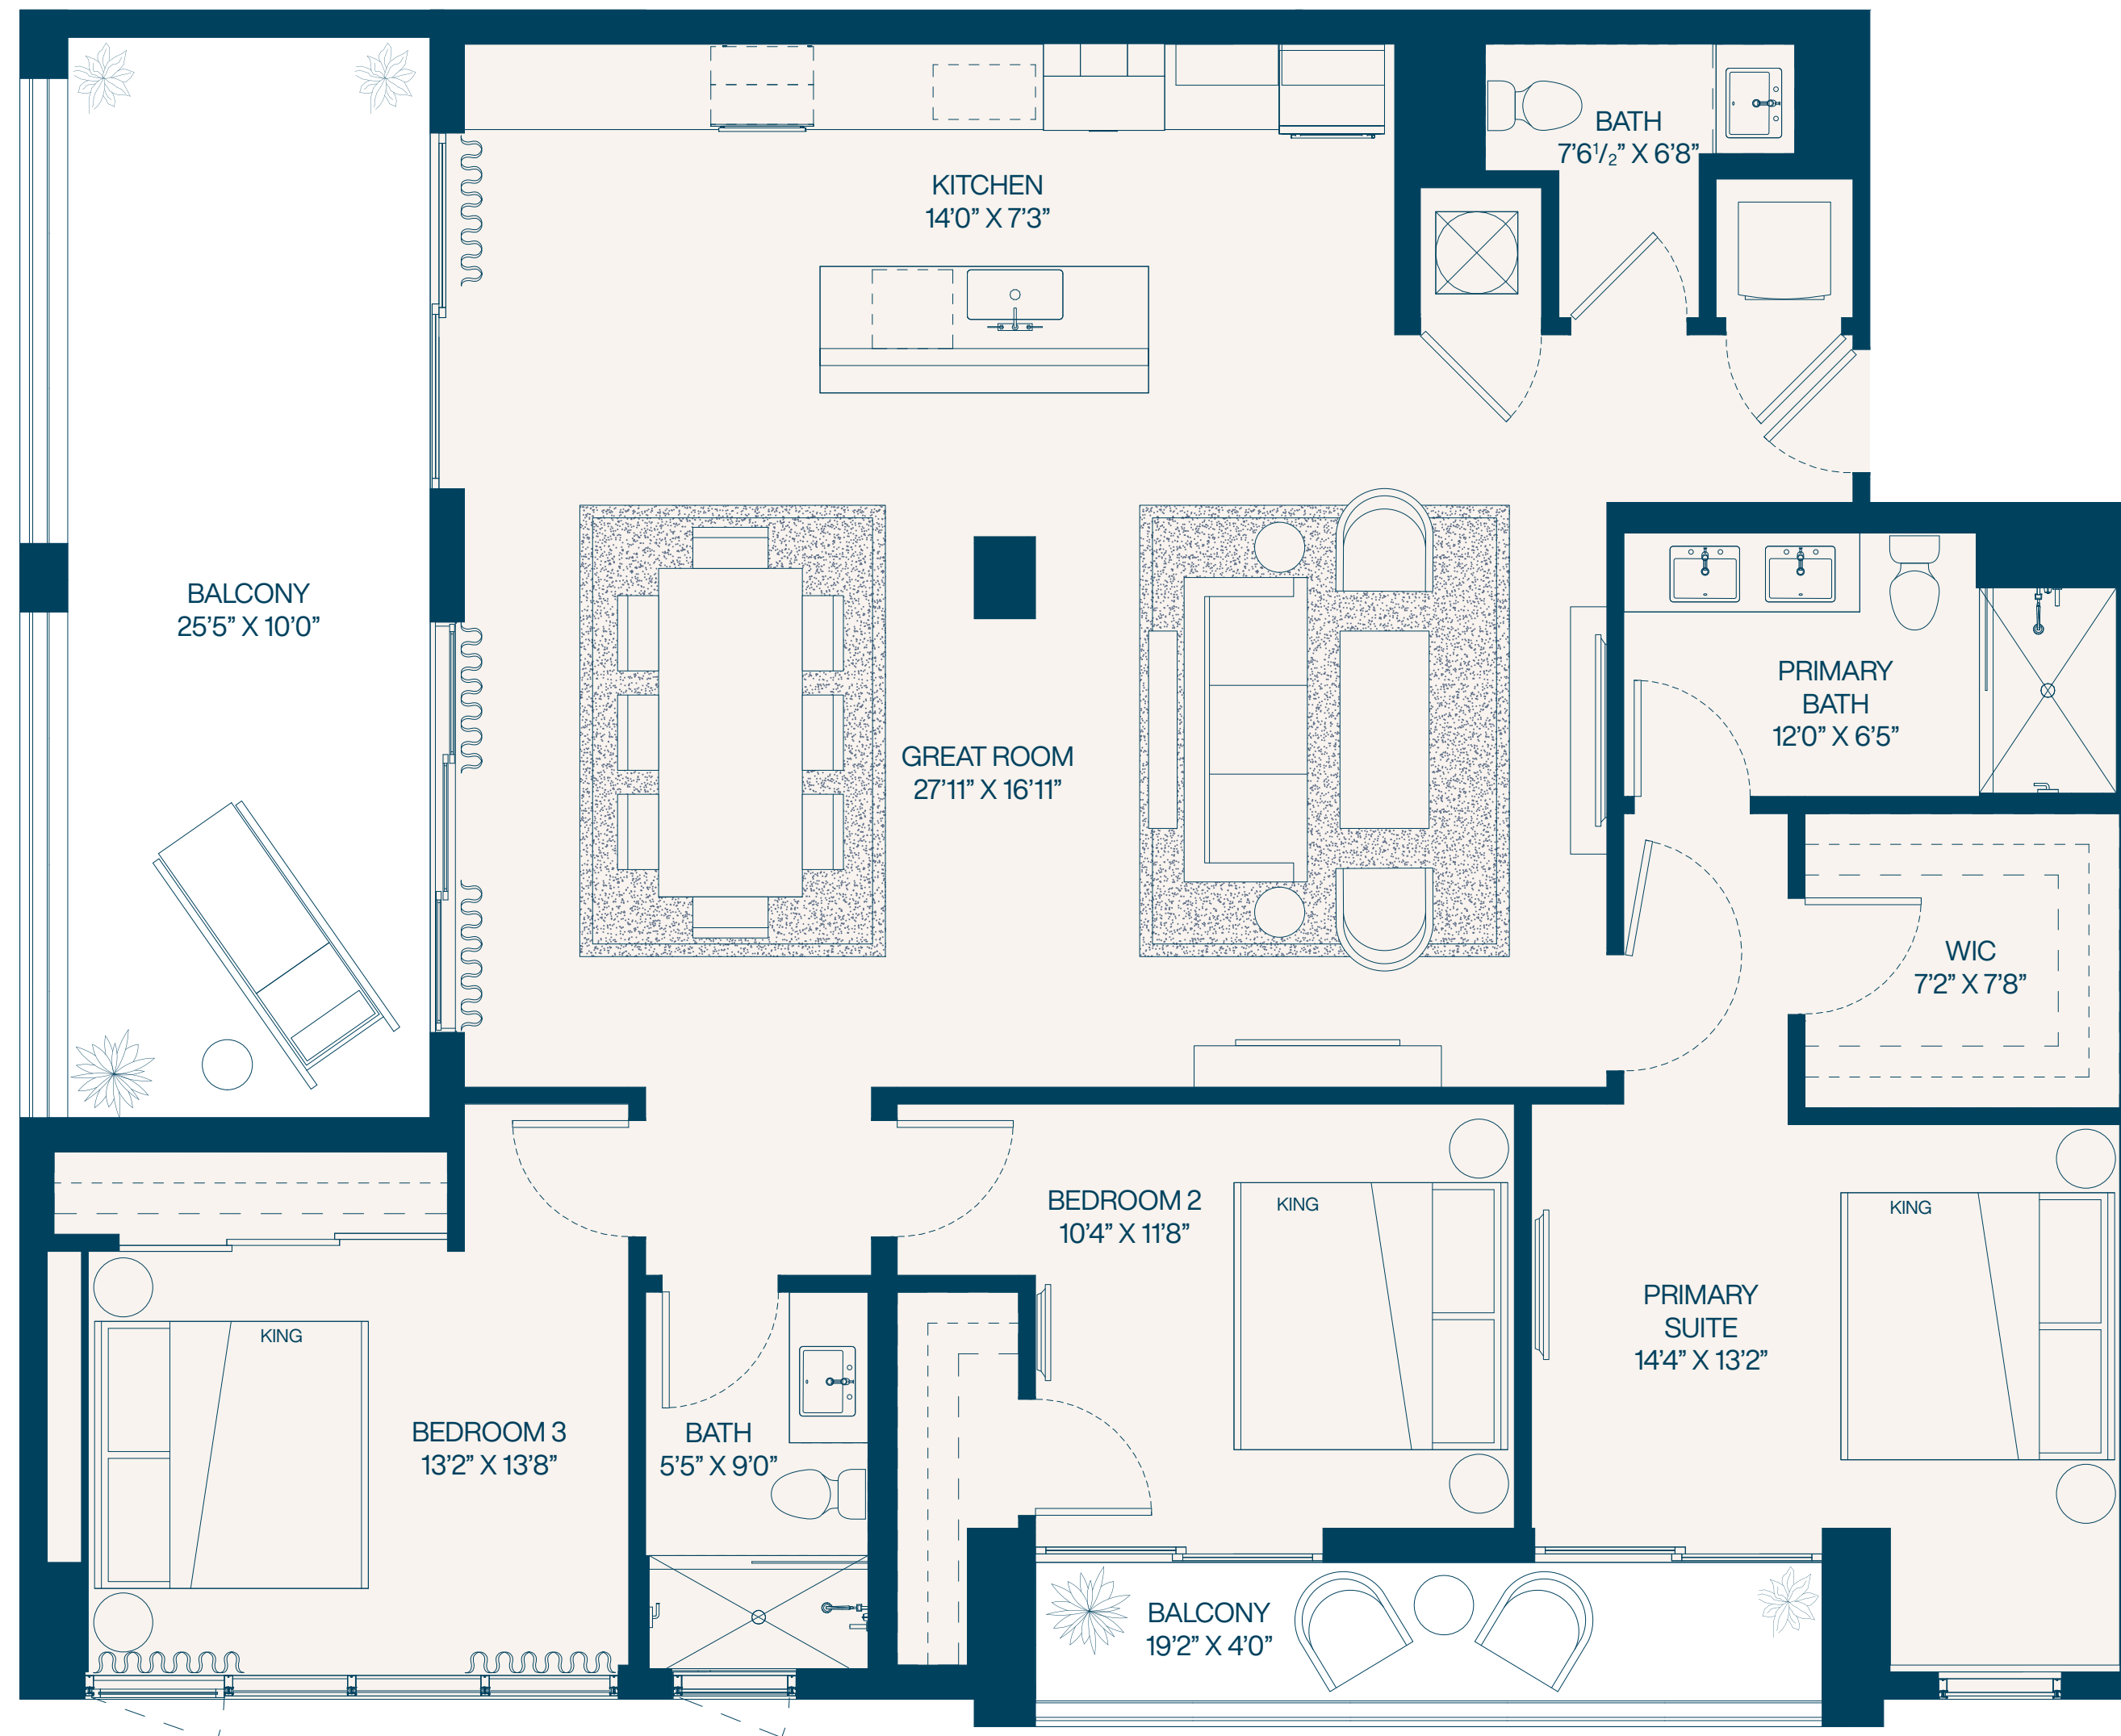 BATH
7'6½” X 6'8”
KITCHEN
14'0” X 7'3”
BALCONY
25'5” X 10'0”
PRIMARY
BATH
12'0” X 6'5”
GREAT ROOM
27'11” X 16'11”
WIC
7'2” X 7'8”
BEDROOM 2
10'4” X 11'8”
KING
KING
PRIMARY
SUITE
14'4” X 13'2”
KING
BEDROOM 3
13'2” X 13'8”
BATH
5'5” X 9'0”
BALCONY
19'2” X 4'0”